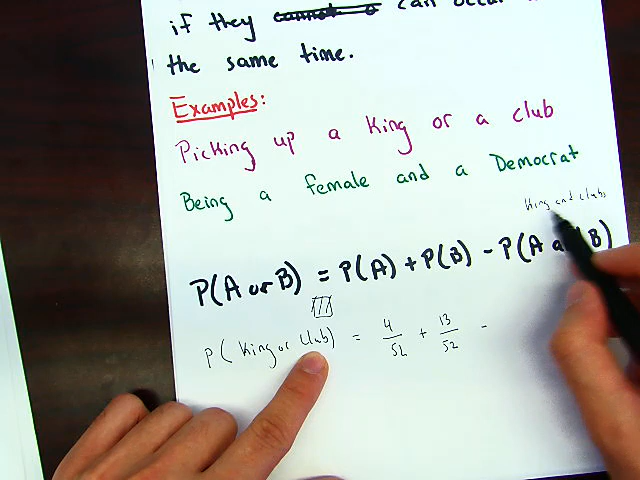 if they can occur
the same time.
Examples:
Picking up a King or a club
Being a female and a Democrat
King and clubs
P(A or B) = P(A) + P(B) - P(A and B)
P( King or Club) = 4/52 + 13/52 -